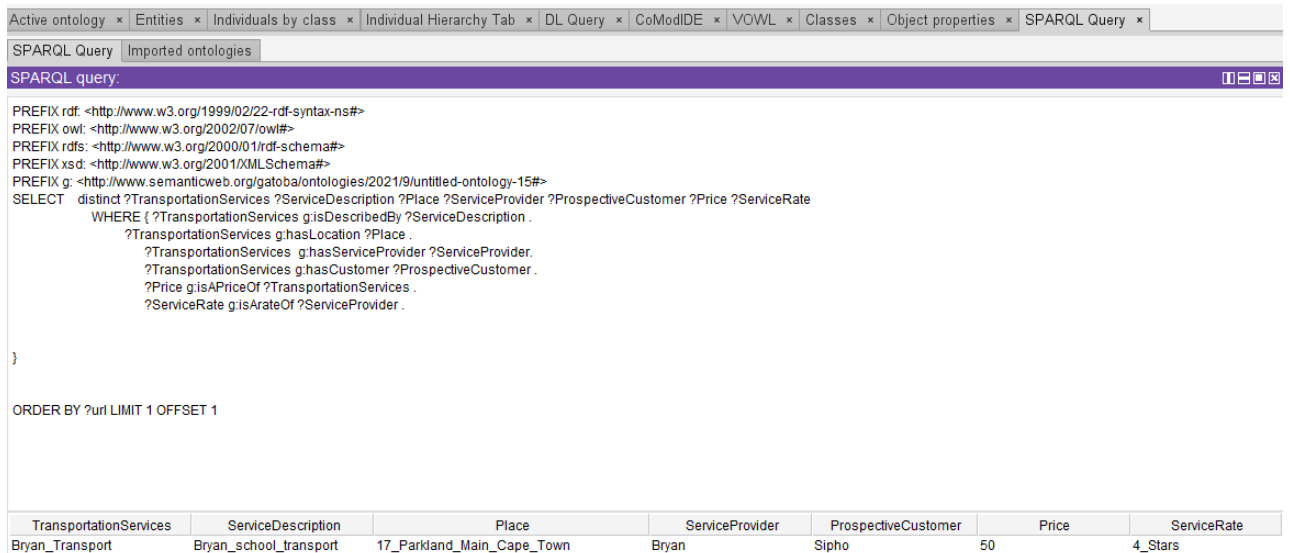 Active ontology × Entities × Individuals by class × Individual Hierarchy Tab × DL Query × CoModIDE × VOWL × Classes × Object properties × SPARQL Query ×
SPARQL Query Imported ontologies
SPARQL query:
PREFIX rdf: <http://www.w3.org/1999/02/22-rdf-syntax-ns#>
PREFIX owl: <http://www.w3.org/2002/07/owl#>
PREFIX rdfs: <http://www.w3.org/2000/01/rdf-schema#>
PREFIX xsd: <http://www.w3.org/2001/XMLSchema#>
PREFIX g: <http://www.semanticweb.org/gatoba/ontologies/2021/9/untitled-ontology-15#>
SELECT distinct ?TransportationServices ?ServiceDescription ?Place ?ServiceProvider ?ProspectiveCustomer ?Price ?ServiceRate
WHERE { ?TransportationServices g:isDescribedBy ?ServiceDescription .
?TransportationServices g:hasLocation ?Place .
?TransportationServices g:hasServiceProvider ?ServiceProvider.
?TransportationServices g:hasCustomer ?ProspectiveCustomer .
?Price g:isAPriceOf ?TransportationServices .
?ServiceRate g:isArateOf ?ServiceProvider .
}
ORDER BY ?url LIMIT 1 OFFSET 1
TransportationServices ServiceDescription Place ServiceProvider ProspectiveCustomer Price ServiceRate
Bryan_Transport Bryan_school_transport 17_Parkland_Main_Cape_Town Bryan Sipho 50 4_Stars